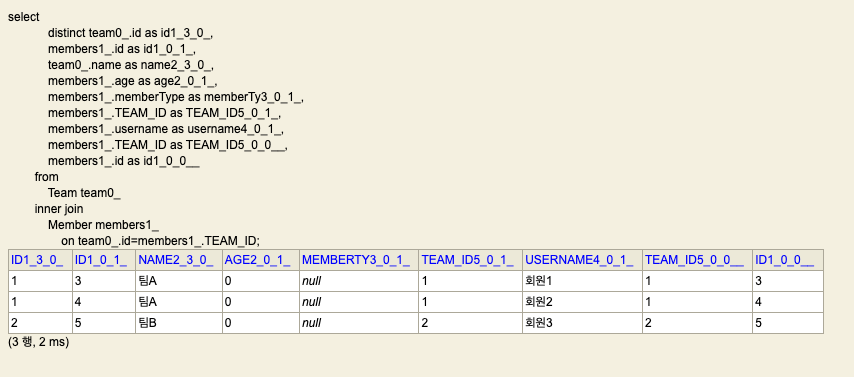 select
distinct team0_.id as id1_3_0_,
members1_.id as id1_0_1_,
team0_.name as name2_3_0_,
members1_.age as age2_0_1_,
members1_.memberType as memberTy3_0_1_,
members1_.TEAM_ID as TEAM_ID5_0_1_,
members1_.username as username4_0_1_,
members1_.TEAM_ID as TEAM_ID5_0_0__,
members1_.id as id1_0_0__
from
Team team0_
inner join
Member members1_
on team0_.id=members1_.TEAM_ID;
ID1_3_0_ ID1_0_1_ NAME2_3_0_ AGE2_0_1_ MEMBERTY3_0_1_ TEAM_ID5_0_1_ USERNAME4_0_1_ TEAM_ID5_0_0__ ID1_0_0__
1 3 팀A 0 null 1 회원1 1 3
1 4 팀A 0 null 1 회원2 1 4
2 5 팀B 0 null 2 회원3 2 5
(3 행, 2 ms)